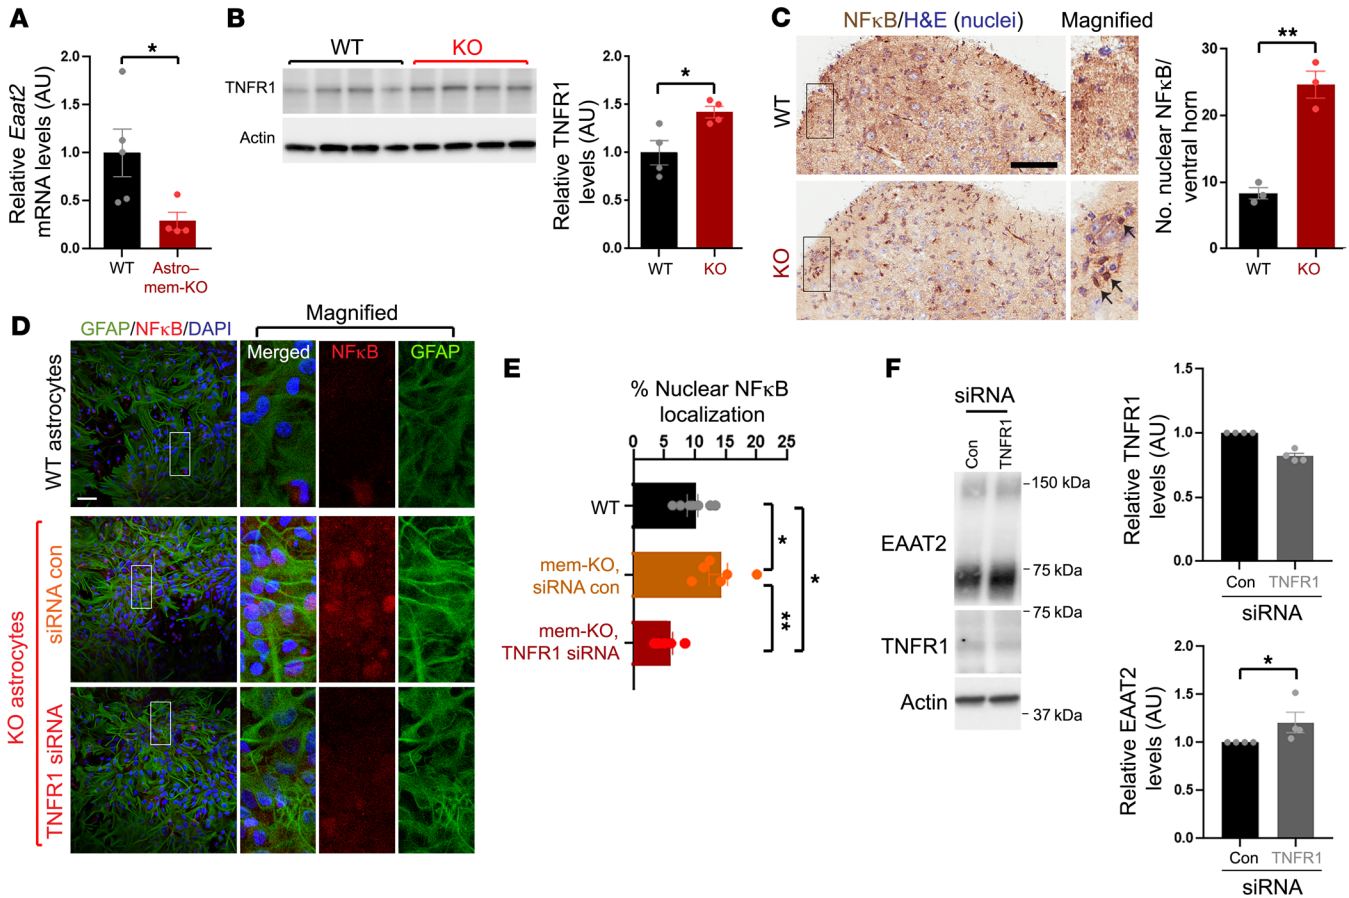 A
Relative Eaat2
mRNA levels (AU)
2.0
1.5
1.0
0.5
0.0
*
WT
Astro–
mem-KO
B
WT
KO
TNFR1
Actin
Relative TNFR1
levels (AU)
2.0
1.5
1.0
0.5
0.0
*
WT
KO
C
NFκB/H&E (nuclei)
Magnified
WT
KO
No. nuclear NFκB/
ventral horn
30
20
10
0
**
WT
KO
D
Magnified
GFAP/NFκB/DAPI
Merged
NFκB
GFAP
WT astrocytes
KO astrocytes
siRNA con
TNFR1 siRNA
E
% Nuclear NFκB
localization
0 5 10 15 20 25
WT
mem-KO,
siRNA con
mem-KO,
TNFR1 siRNA
*
**
*
F
siRNA
Con
TNFR1
150 kDa
EAAT2
75 kDa
75 kDa
TNFR1
Actin
37 kDa
Relative TNFR1
levels (AU)
1.5
1.0
0.5
0.0
Con TNFR1
siRNA
Relative EAAT2
levels (AU)
2.0
1.5
1.0
0.5
0.0
*
Con TNFR1
siRNA